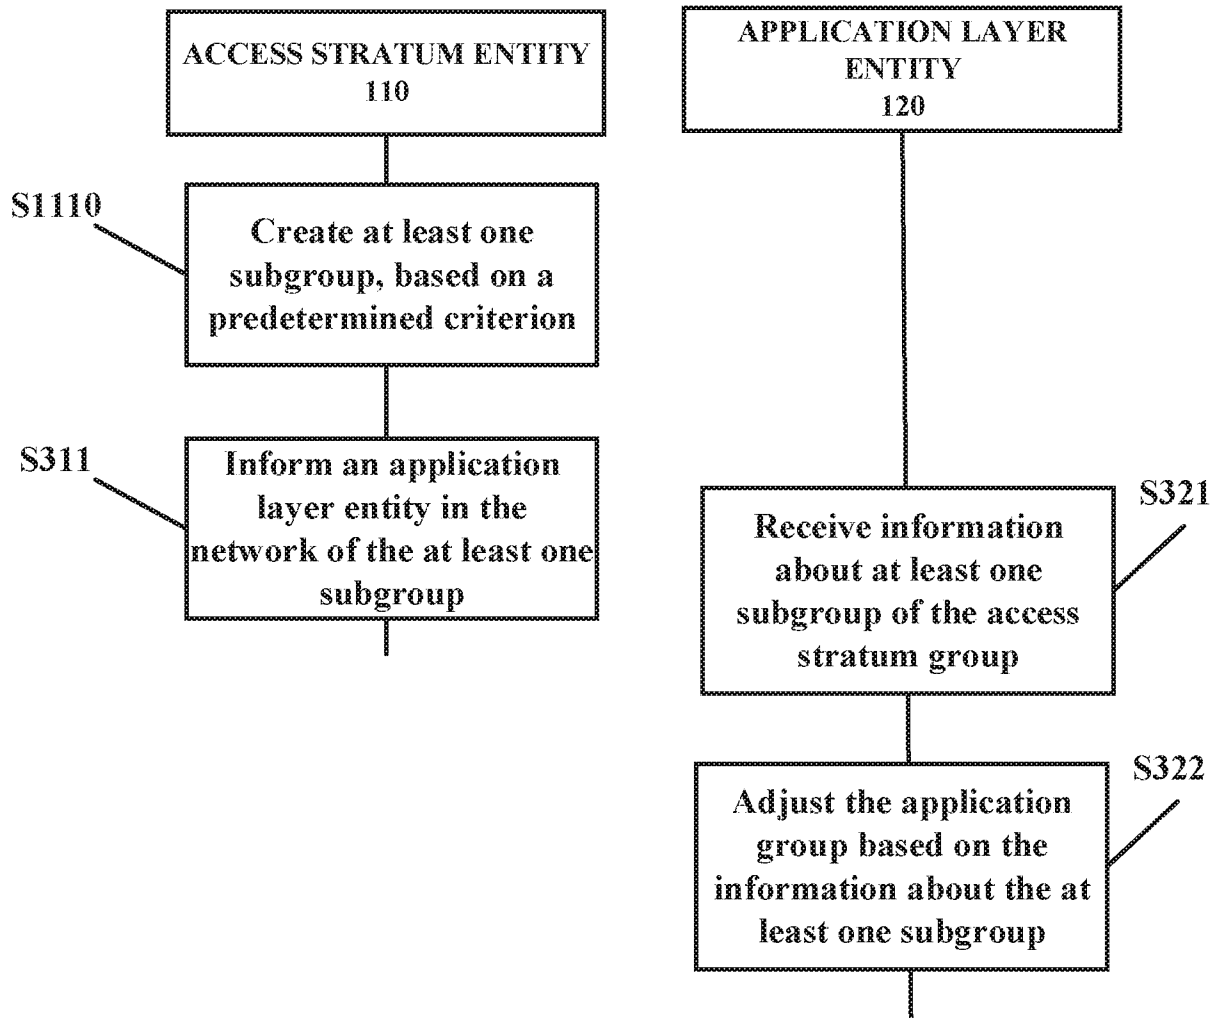 ACCESS STRATUM ENTITY
110
APPLICATION LAYER
ENTITY
120
S1110
Create at least one
subgroup, based on a
predetermined criterion
S311
Inform an application
layer entity in the
network of the at least one
subgroup
S321
Receive information
about at least one
subgroup of the access
stratum group
S322
Adjust the application
group based on the
information about the at
least one subgroup